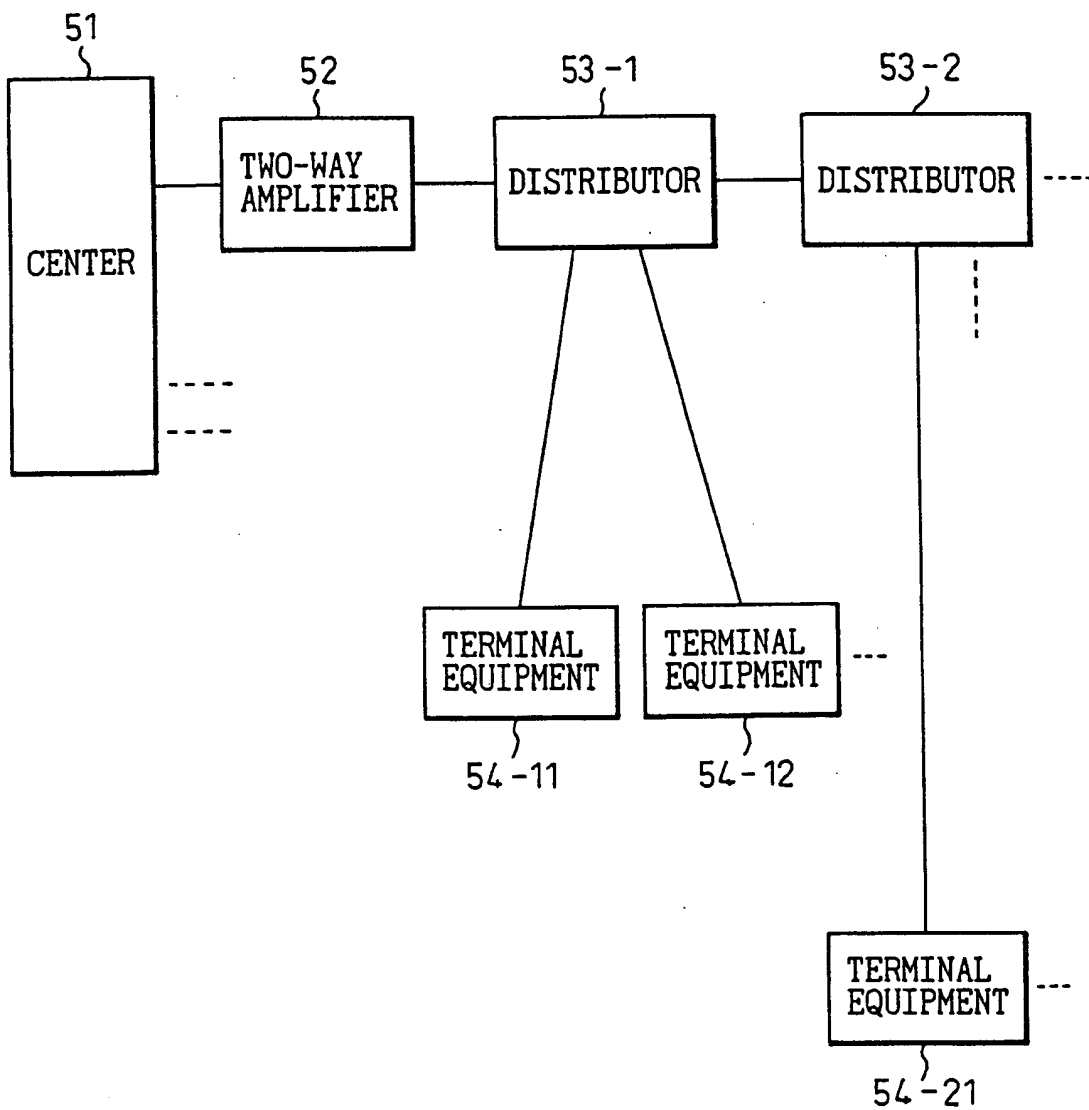 51
52
53-1
53-2
TWO-WAY
AMPLIFIER
DISTRIBUTOR
DISTRIBUTOR
CENTER
TERMINAL
EQUIPMENT
TERMINAL
EQUIPMENT
54-11
54-12
TERMINAL
EQUIPMENT
54-21